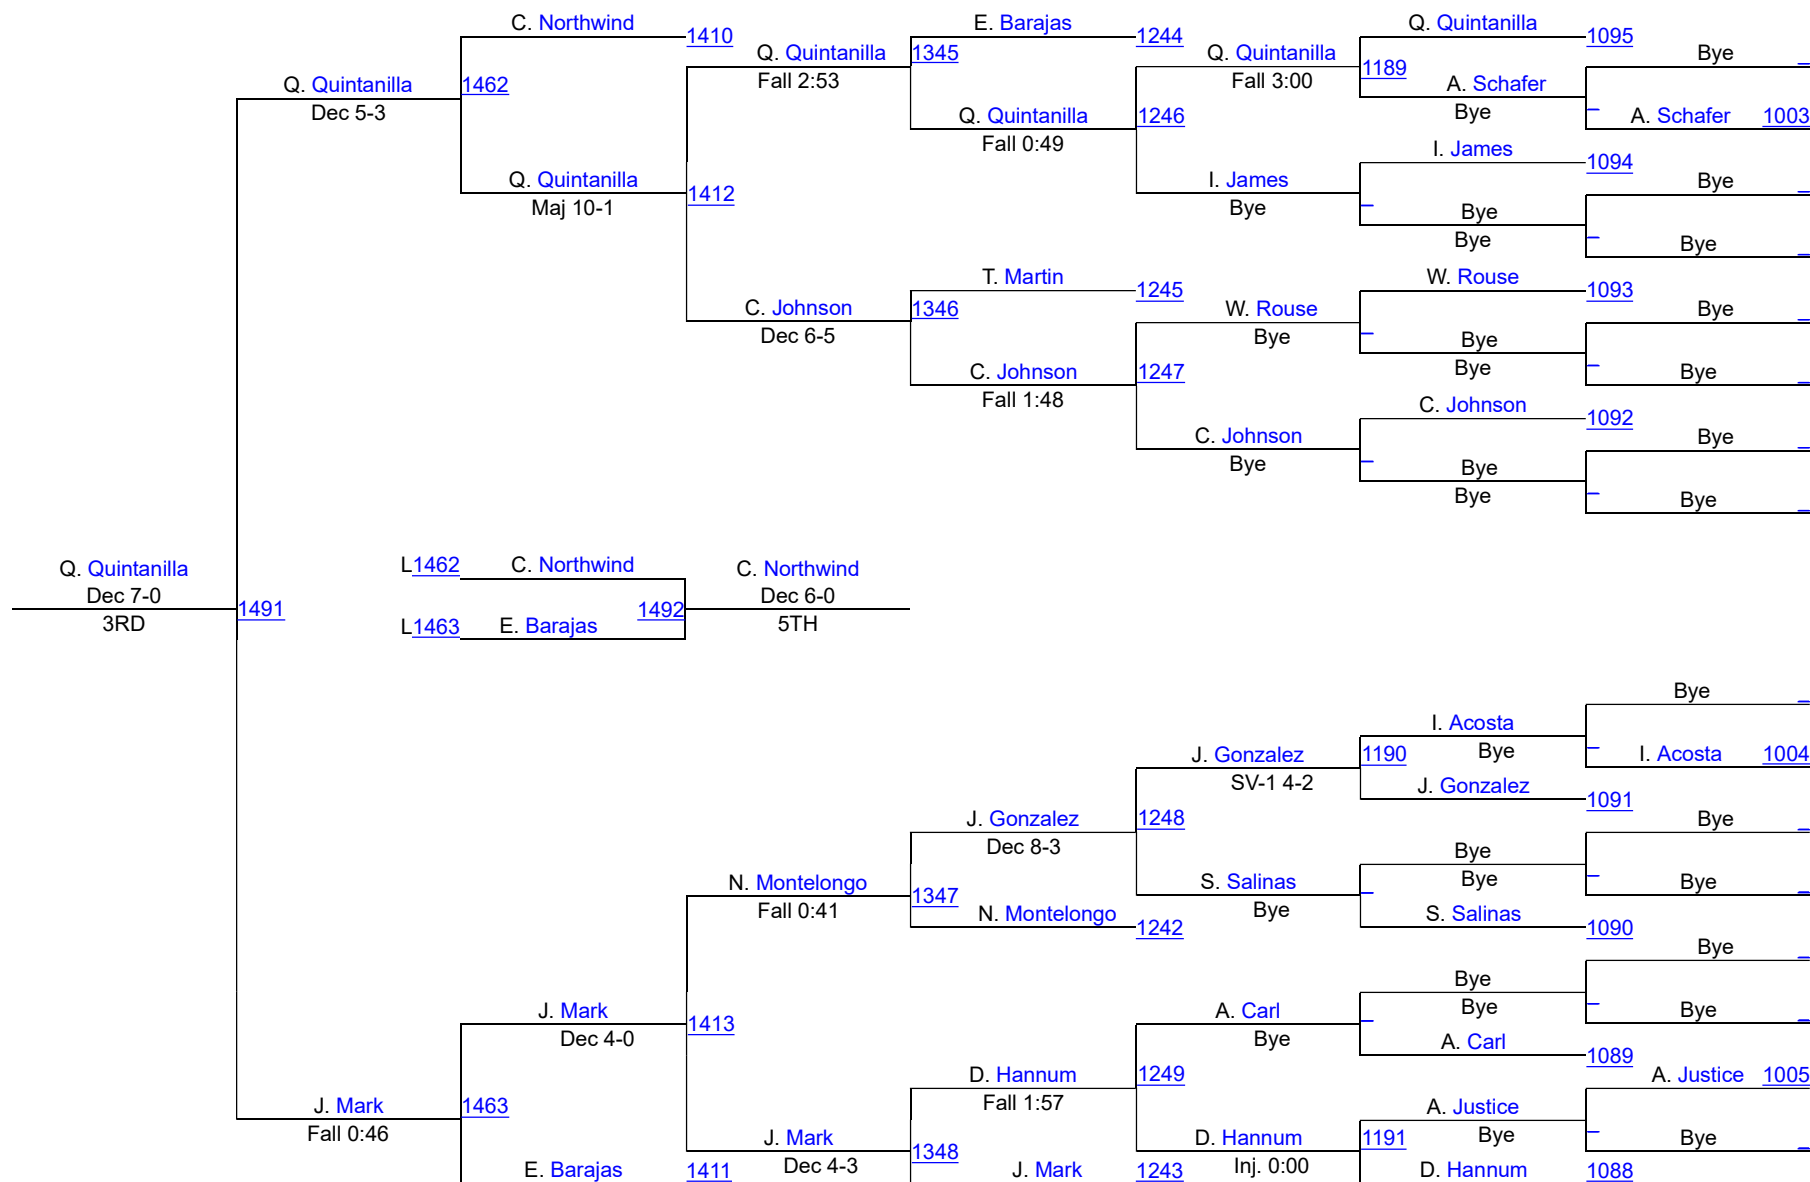 C. Northwind 1410
E. Barajas 1244
Q. Quintanilla 1095
Q. Quintanilla 1345
Fall 2:53
Q. Quintanilla 1189
Fall 3:00
Bye
Q. Quintanilla 1462
Dec 5-3
A. Schafer
Bye
Q. Quintanilla 1246
Fall 0:49
A. Schafer 1003
I. James 1094
Q. Quintanilla 1412
Maj 10-1
I. James
Bye
Bye
Bye
Bye
Bye
T. Martin 1245
W. Rouse 1093
C. Johnson 1346
Dec 6-5
W. Rouse
Bye
Bye
Bye
Bye
C. Johnson 1247
Fall 1:48
Bye
C. Johnson 1092
C. Johnson
Bye
Bye
Bye
Bye
Bye
Q. Quintanilla 1491
Dec 7-0
3RD
L1462 C. Northwind
C. Northwind
Dec 6-0
5TH
1492
L1463 E. Barajas
Bye
I. Acosta
Bye
J. Gonzalez 1190
SV-1 4-2
I. Acosta 1004
J. Gonzalez 1091
J. Gonzalez 1248
Dec 8-3
Bye
Bye
Bye
N. Montelongo 1347
Fall 0:41
S. Salinas
Bye
Bye
N. Montelongo 1242
S. Salinas 1090
Bye
Bye
Bye
J. Mark 1413
Dec 4-0
A. Carl
Bye
Bye
A. Carl 1089
D. Hannum 1249
Fall 1:57
A. Justice 1005
J. Mark 1463
Fall 0:46
A. Justice
Bye
J. Mark 1348
Dec 4-3
D. Hannum 1191
Inj. 0:00
Bye
E. Barajas 1411
J. Mark 1243
D. Hannum 1088